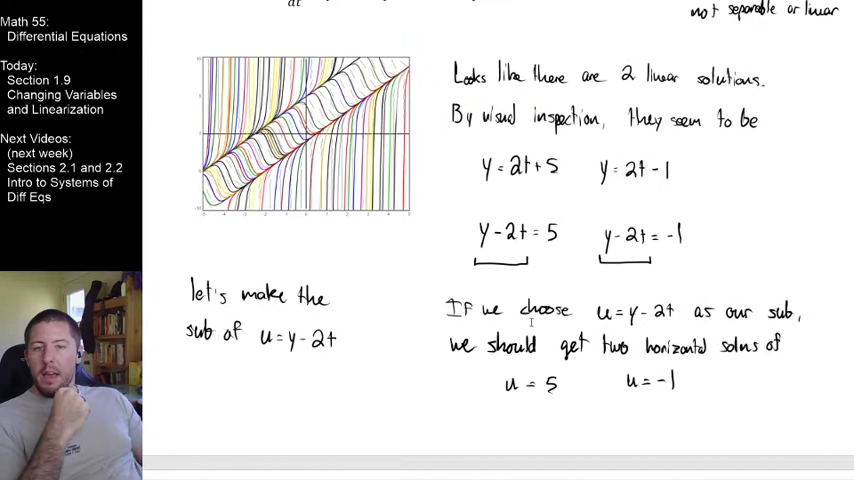 Math 55:
Differential Equations
Today:
Section 1.9
Changing Variables
and Linearization
Next Videos:
(next week)
Sections 2.1 and 2.2
Intro to Systems of
Diff Eqs
dt
not separable or linear
Looks like there are 2 linear solutions.
By visual inspection, they seem to be
y = 2t + 5 y = 2t - 1
y - 2t = 5 y - 2t = -1
let's make the
sub of u = y - 2t
If we choose u = y - 2t as our sub,
we should get two horizontal solns of
u = 5 u = -1